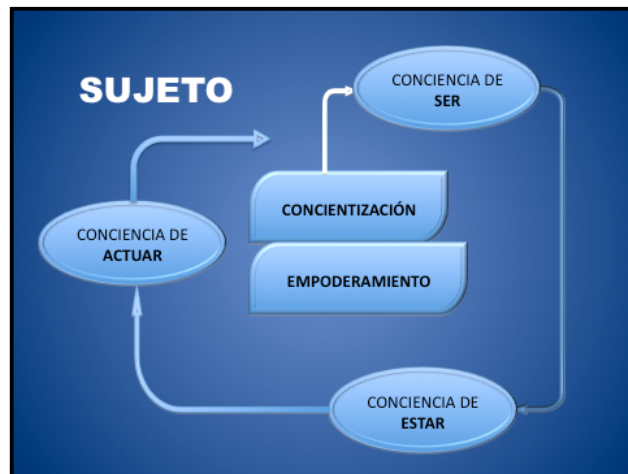 SUJETO
CONCIENCIA DE
SER
CONCIENTIZACIÓN
CONCIENCIA DE
ACTUAR
EMPODERAMIENTO
CONCIENCIA DE
ESTAR